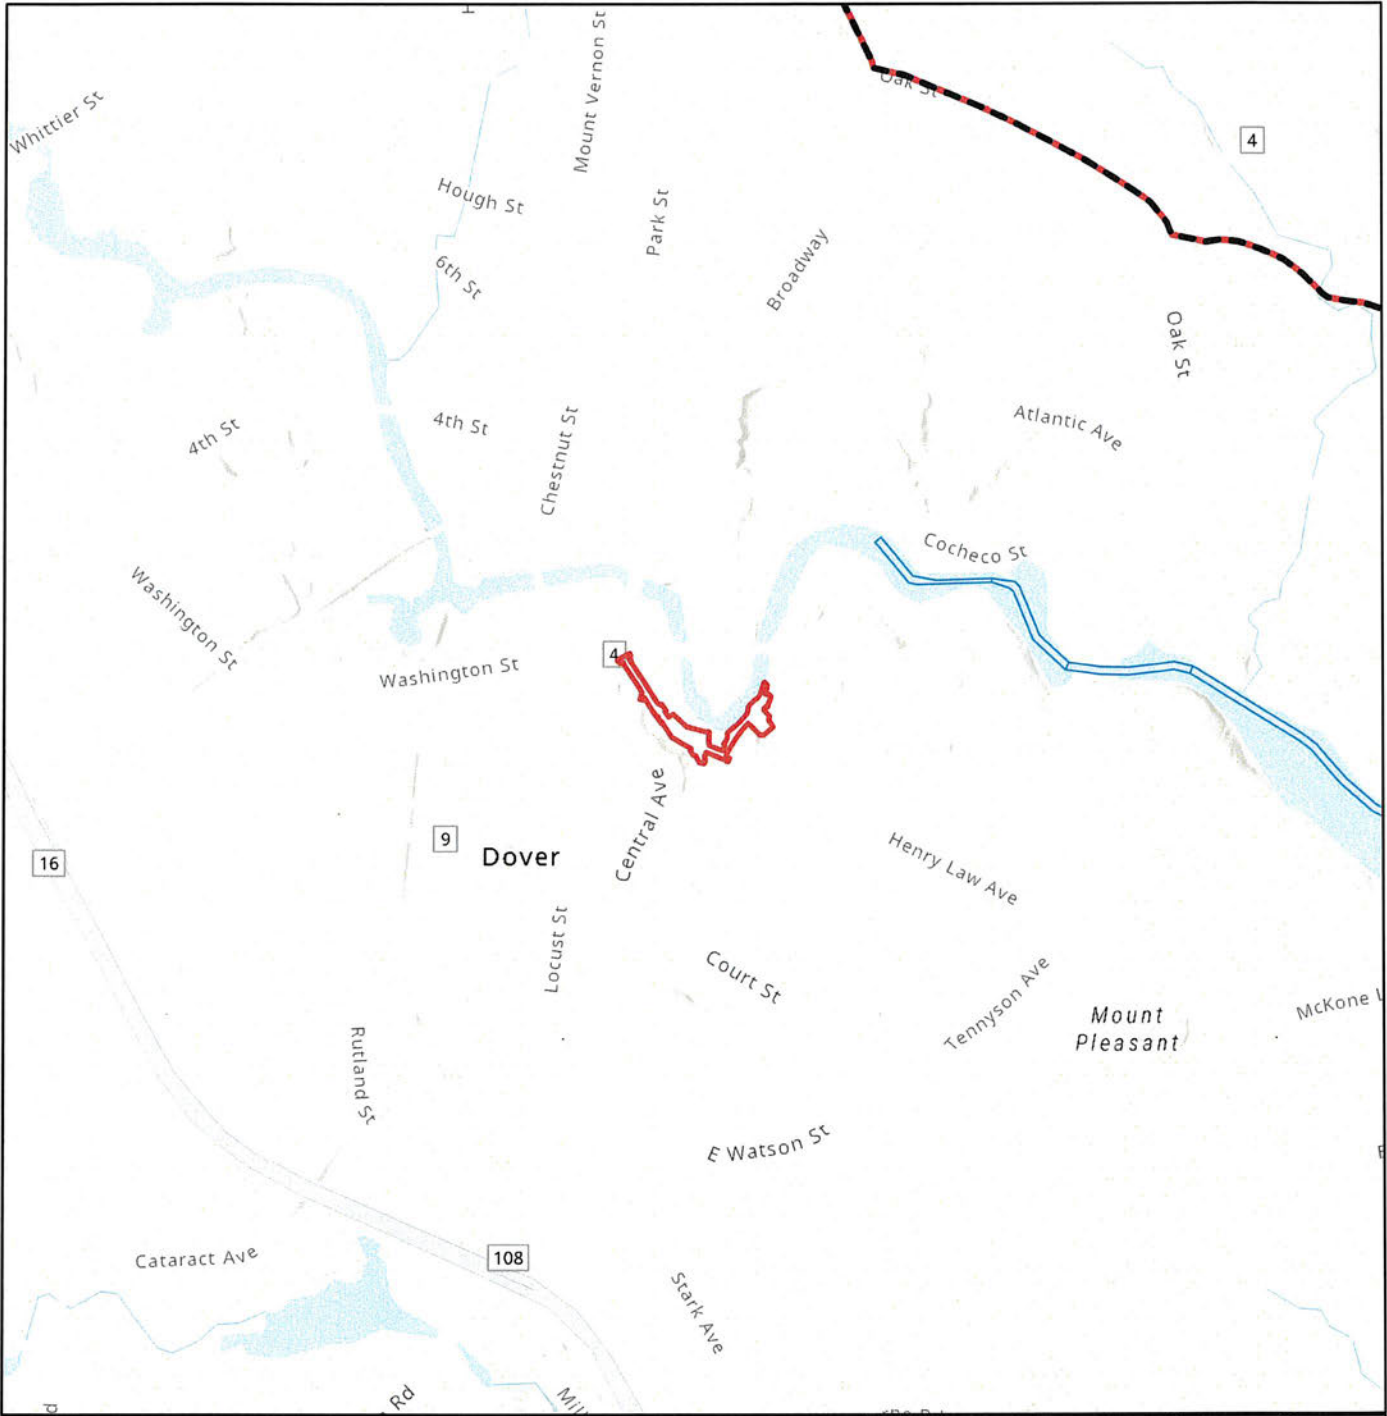 Whittier St
Mount Vernon St
Oak St
4
Hough St
Park St
Broadway
6th St
Oak St
4th St
4th St
Chestnut St
Atlantic Ave
Cocheco St
Washington St
Washington St
4
Central Ave
9
Dover
16
Henry Law Ave
Locust St
Court St
Tennyson Ave
Mount
Pleasant
McKone L
Rutland St
E Watson St
Cataract Ave
108
Stark Ave
Rd
Mil
d